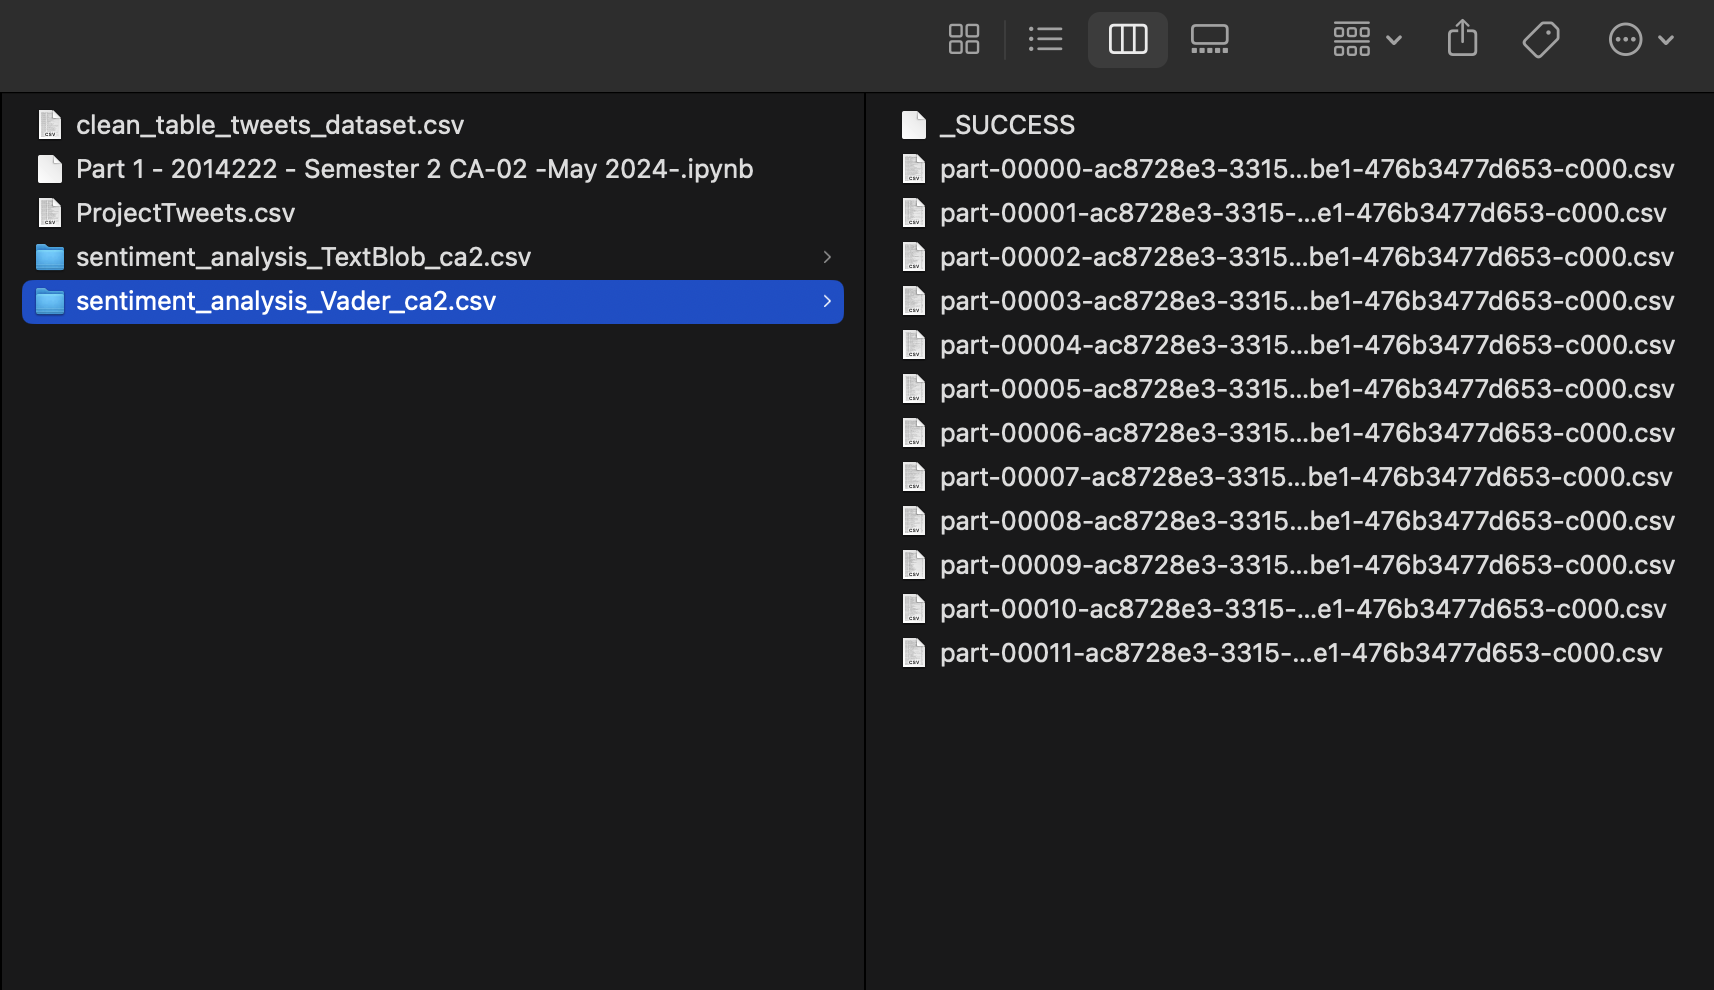 clean_table_tweets_dataset.csv
Part 1 - 2014222 - Semester 2 CA-02 -May 2024-.ipynb
ProjectTweets.csv
sentiment_analysis_TextBlob_ca2.csv
sentiment_analysis_Vader_ca2.csv
_SUCCESS
part-00000-ac8728e3-3315...be1-476b3477d653-c000.csv
part-00001-ac8728e3-3315-...e1-476b3477d653-c000.csv
part-00002-ac8728e3-3315...be1-476b3477d653-c000.csv
part-00003-ac8728e3-3315...be1-476b3477d653-c000.csv
part-00004-ac8728e3-3315...be1-476b3477d653-c000.csv
part-00005-ac8728e3-3315...be1-476b3477d653-c000.csv
part-00006-ac8728e3-3315...be1-476b3477d653-c000.csv
part-00007-ac8728e3-3315...be1-476b3477d653-c000.csv
part-00008-ac8728e3-3315...be1-476b3477d653-c000.csv
part-00009-ac8728e3-3315...be1-476b3477d653-c000.csv
part-00010-ac8728e3-3315-...e1-476b3477d653-c000.csv
part-00011-ac8728e3-3315-...e1-476b3477d653-c000.csv